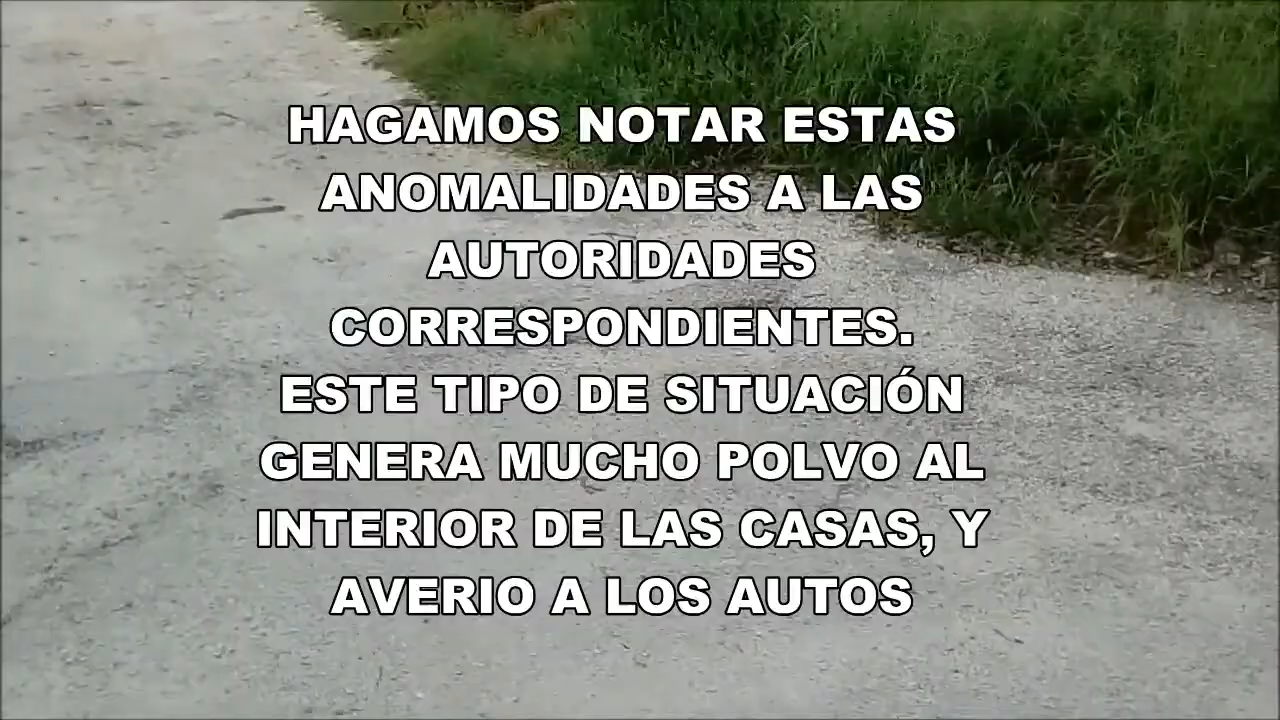 HAGAMOS NOTAR ESTAS
ANOMALIDADES A LAS
AUTORIDADES
CORRESPONDIENTES.
ESTE TIPO DE SITUACIÓN
GENERA MUCHO POLVO AL
INTERIOR DE LAS CASAS, Y
AVERIO A LOS AUTOS